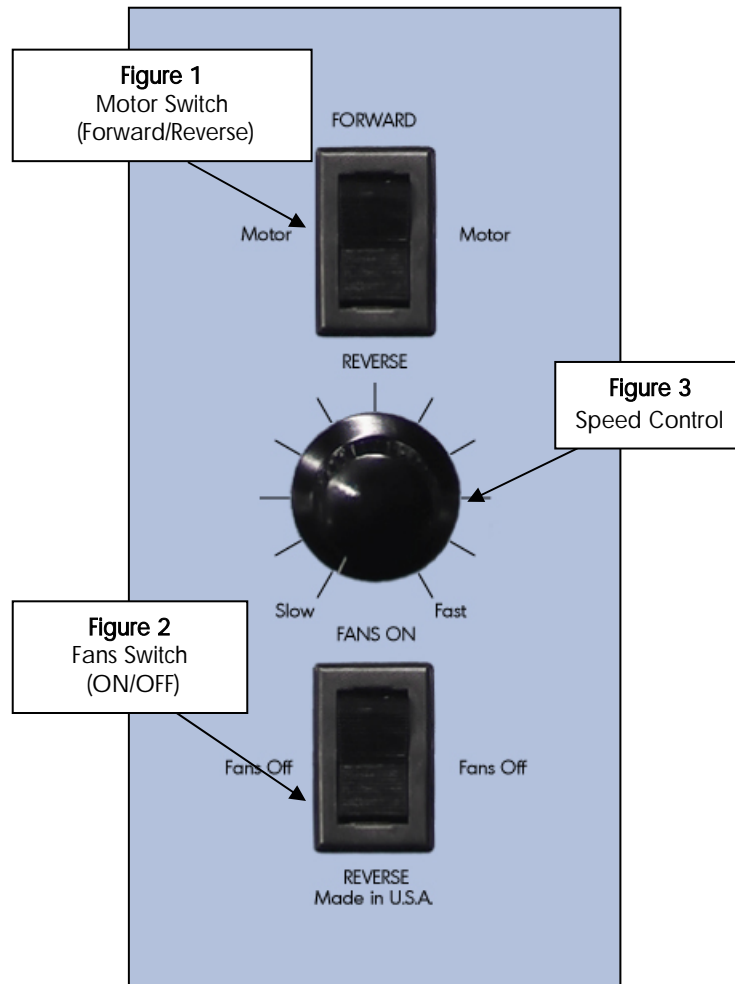 Figure 1
Motor Switch
(Forward/Reverse)
FORWARD
Motor
Motor
REVERSE
Figure 3
Speed Control
Slow
Fast
Figure 2
Fans Switch
(ON/OFF)
FANS ON
Fans Off
Fans Off
REVERSE
Made in U.S.A.